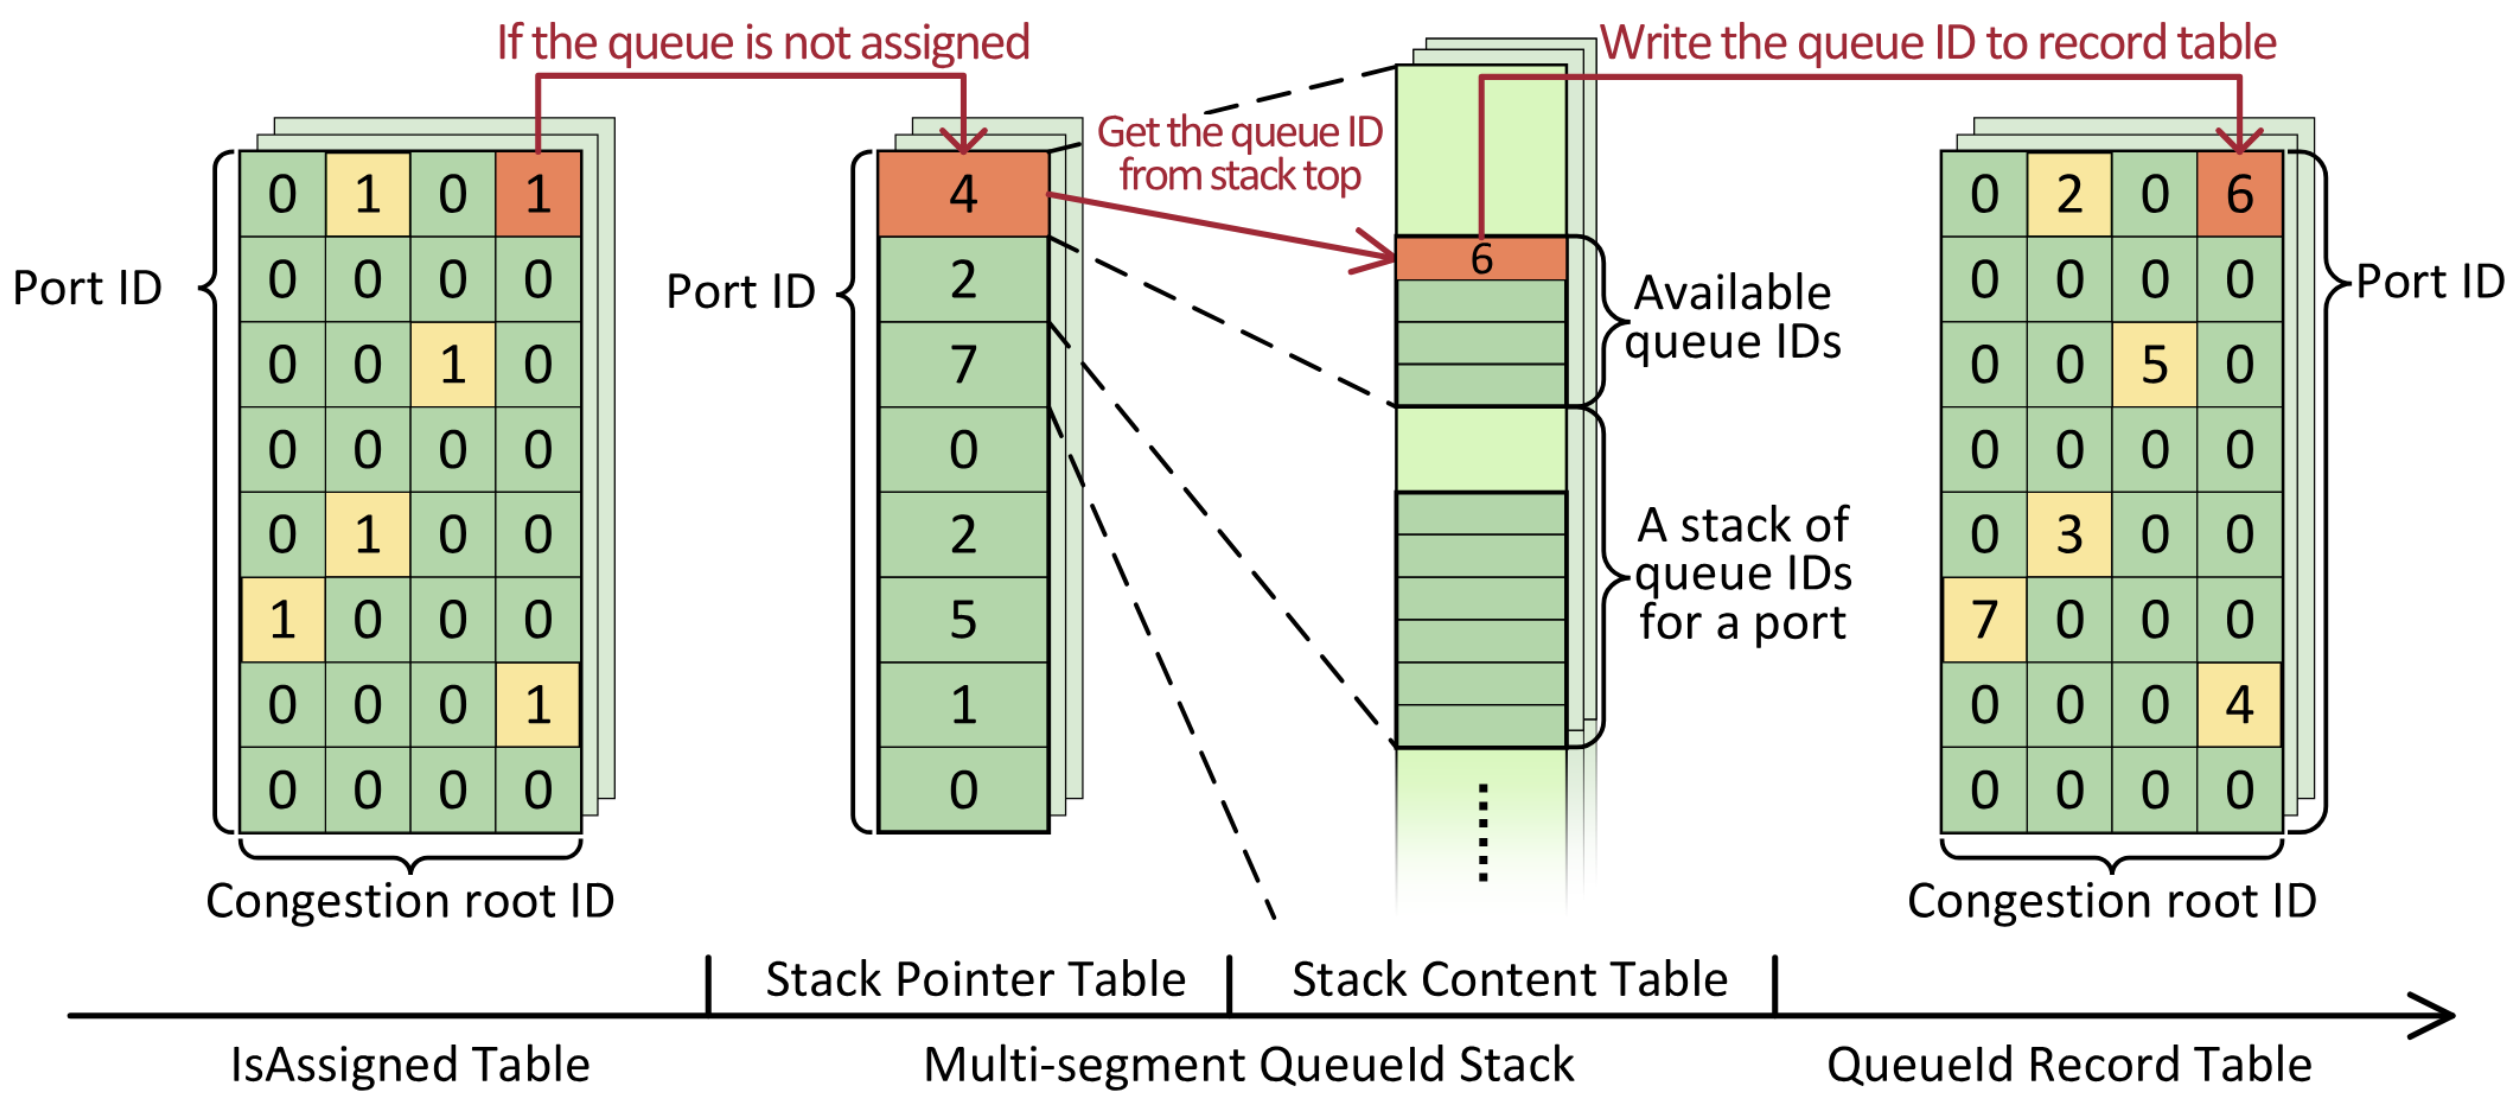 If the queue is not assigned
Write the queue ID to record table
Get the queue ID
from stack top
Port ID
0 1 0 1
0 0 0 0
0 0 1 0
0 0 0 0
0 1 0 0
1 0 0 0
0 0 0 1
0 0 0 0
Congestion root ID
Port ID
4
2
7
0
2
5
1
0
6
Available
queue IDs
A stack of
queue IDs
for a port
0 2 0 6
0 0 0 0
0 0 5 0
0 0 0 0
0 3 0 0
7 0 0 0
0 0 0 4
0 0 0 0
Port ID
Congestion root ID
Stack Pointer Table
Stack Content Table
IsAssigned Table
Multi-segment QueueId Stack
QueueId Record Table